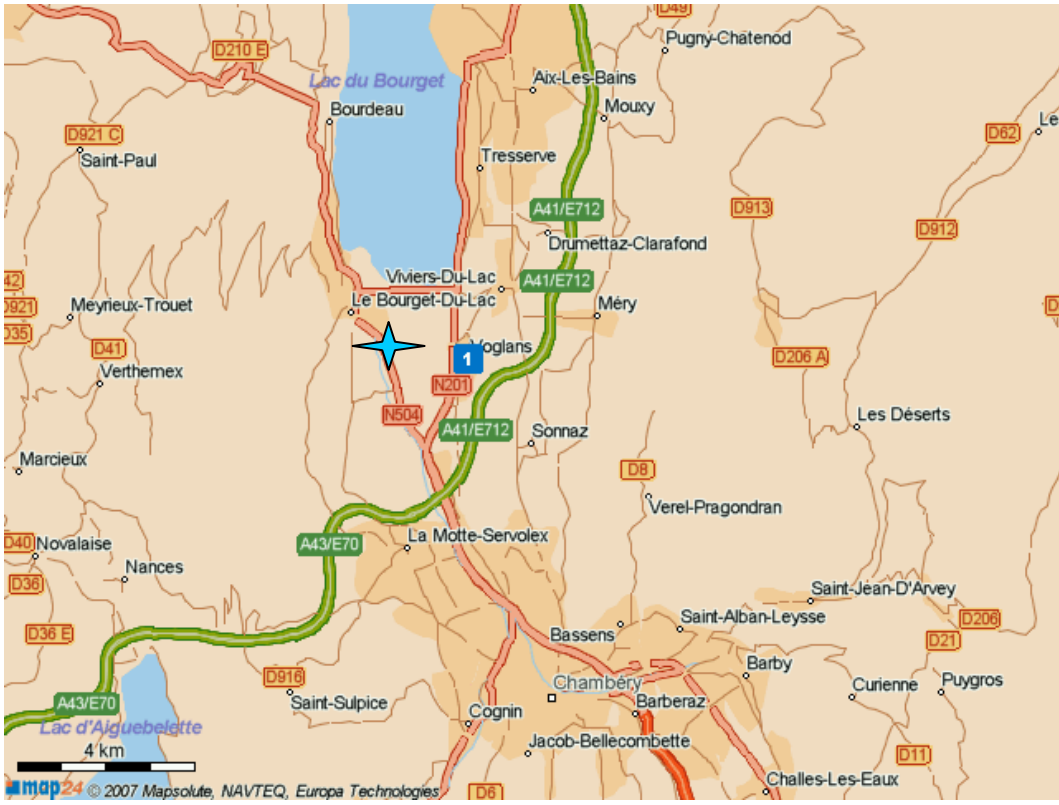 D49
Pugny-Chatenod
D210 E
Lac du Bourget
Aix-Les-Bains
Bourdeau
Mouxy
Le
D921 C
D62
Saint-Paul
Tresserve
A41/E712
D913
D912
Drumettaz-Clarafond
Viviers-Du-Lac
A41/E712
42
D921
Meyrieux-Trouet
Le Bourget-Du-Lac
Méry
D
D35
D41
Voglans
1
D206 A
Verthemex
N201
N504
A41/E712
Sonnaz
Les Déserts
Marcieux
D8
Verel-Pragondran
D40
Novalaise
A43/E70
La Motte-Servolex
Nances
D36
Saint-Jean-D'Arvey
Saint-Alban-Leysse
D206
D36 E
Bassens
D21
Barby
D916
Chambéry
Curienne
Puygros
A43/E70
Saint-Sulpice
Barberaz
Lac d'Aiguebelette
Cognin
4 km
Jacob-Bellecombette
D11
Challes-Les-Eaux
map24 © 2007 Mapsolute, NAVTEQ, Europa Technologies
D6